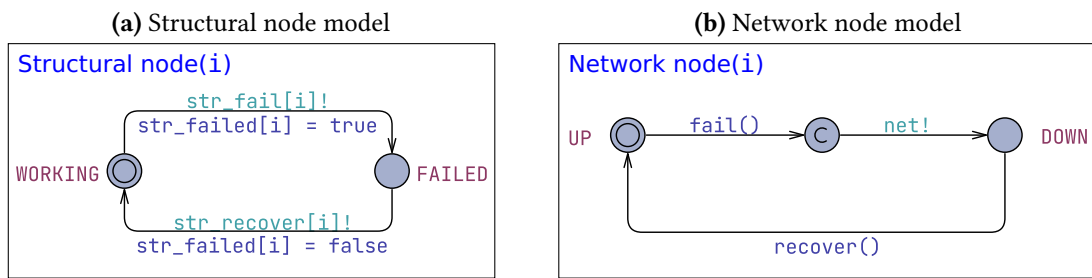 (a) Structural node model
Structural node(i)
str_fail[i]!
str_failed[i] = true
WORKING
FAILED
str_recover[i]!
str_failed[i] = false
(b) Network node model
Network node(i)
UP
fail()
C
net!
DOWN
recover()